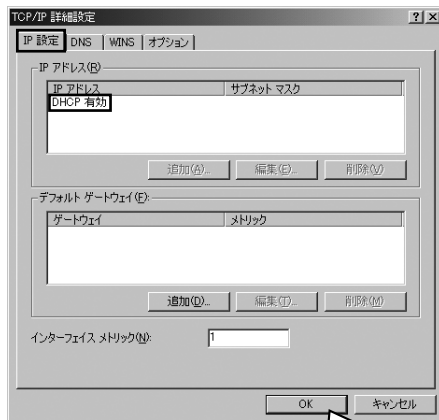 TCP/IP 詳細設定
IP 設定 DNS WINS オプション
IP アドレス(R)
IP アドレス サブネット マスク
DHCP 有効
追加(A)... 編集(E)... 削除(V)
デフォルト ゲートウェイ(F):
ゲートウェイ メトリック
追加(D)... 編集(T)... 削除(M)
インターフェイス メトリック(N): 1
OK キャンセル